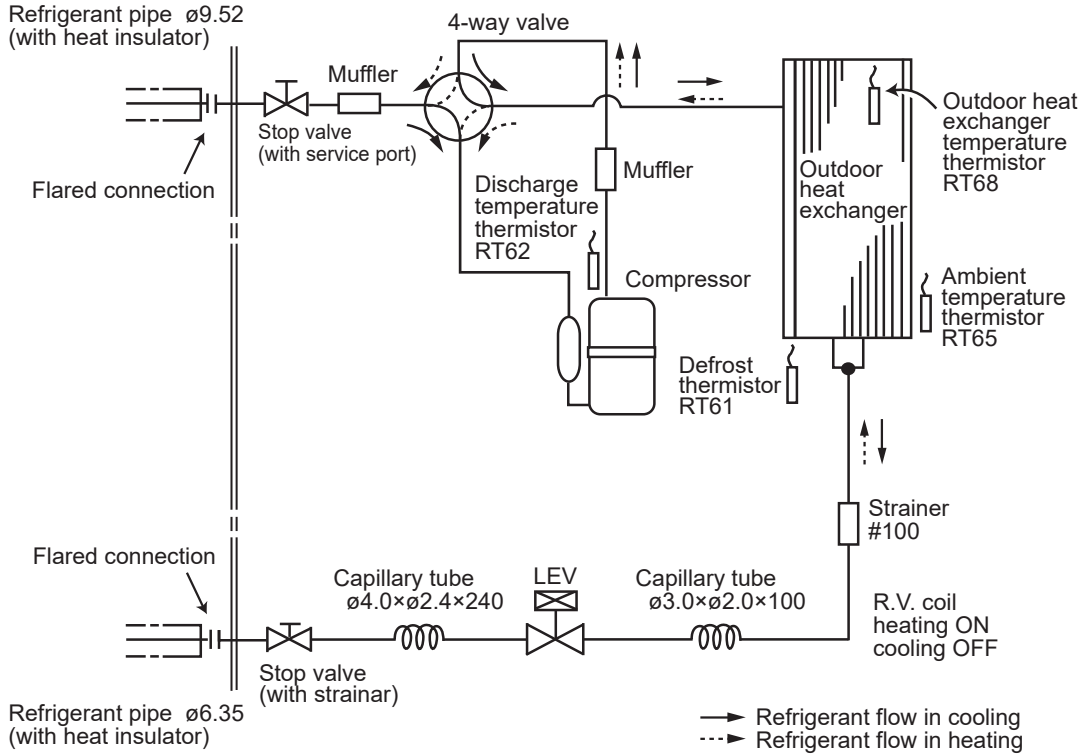 Refrigerant pipe ø9.52
(with heat insulator)
4-way valve
Muffler
Stop valve
(with service port)
Flared connection
Discharge
temperature
thermistor
RT62
Muffler
Compressor
Outdoor
heat
exchanger
Outdoor heat
exchanger
temperature
thermistor
RT68
Ambient
temperature
thermistor
RT65
Defrost
thermistor
RT61
Strainer
#100
Flared connection
Capillary tube
ø4.0×ø2.4×240
LEV
Capillary tube
ø3.0×ø2.0×100
R.V. coil
heating ON
cooling OFF
Stop valve
(with strainar)
Refrigerant pipe ø6.35
(with heat insulator)
Refrigerant flow in cooling
Refrigerant flow in heating